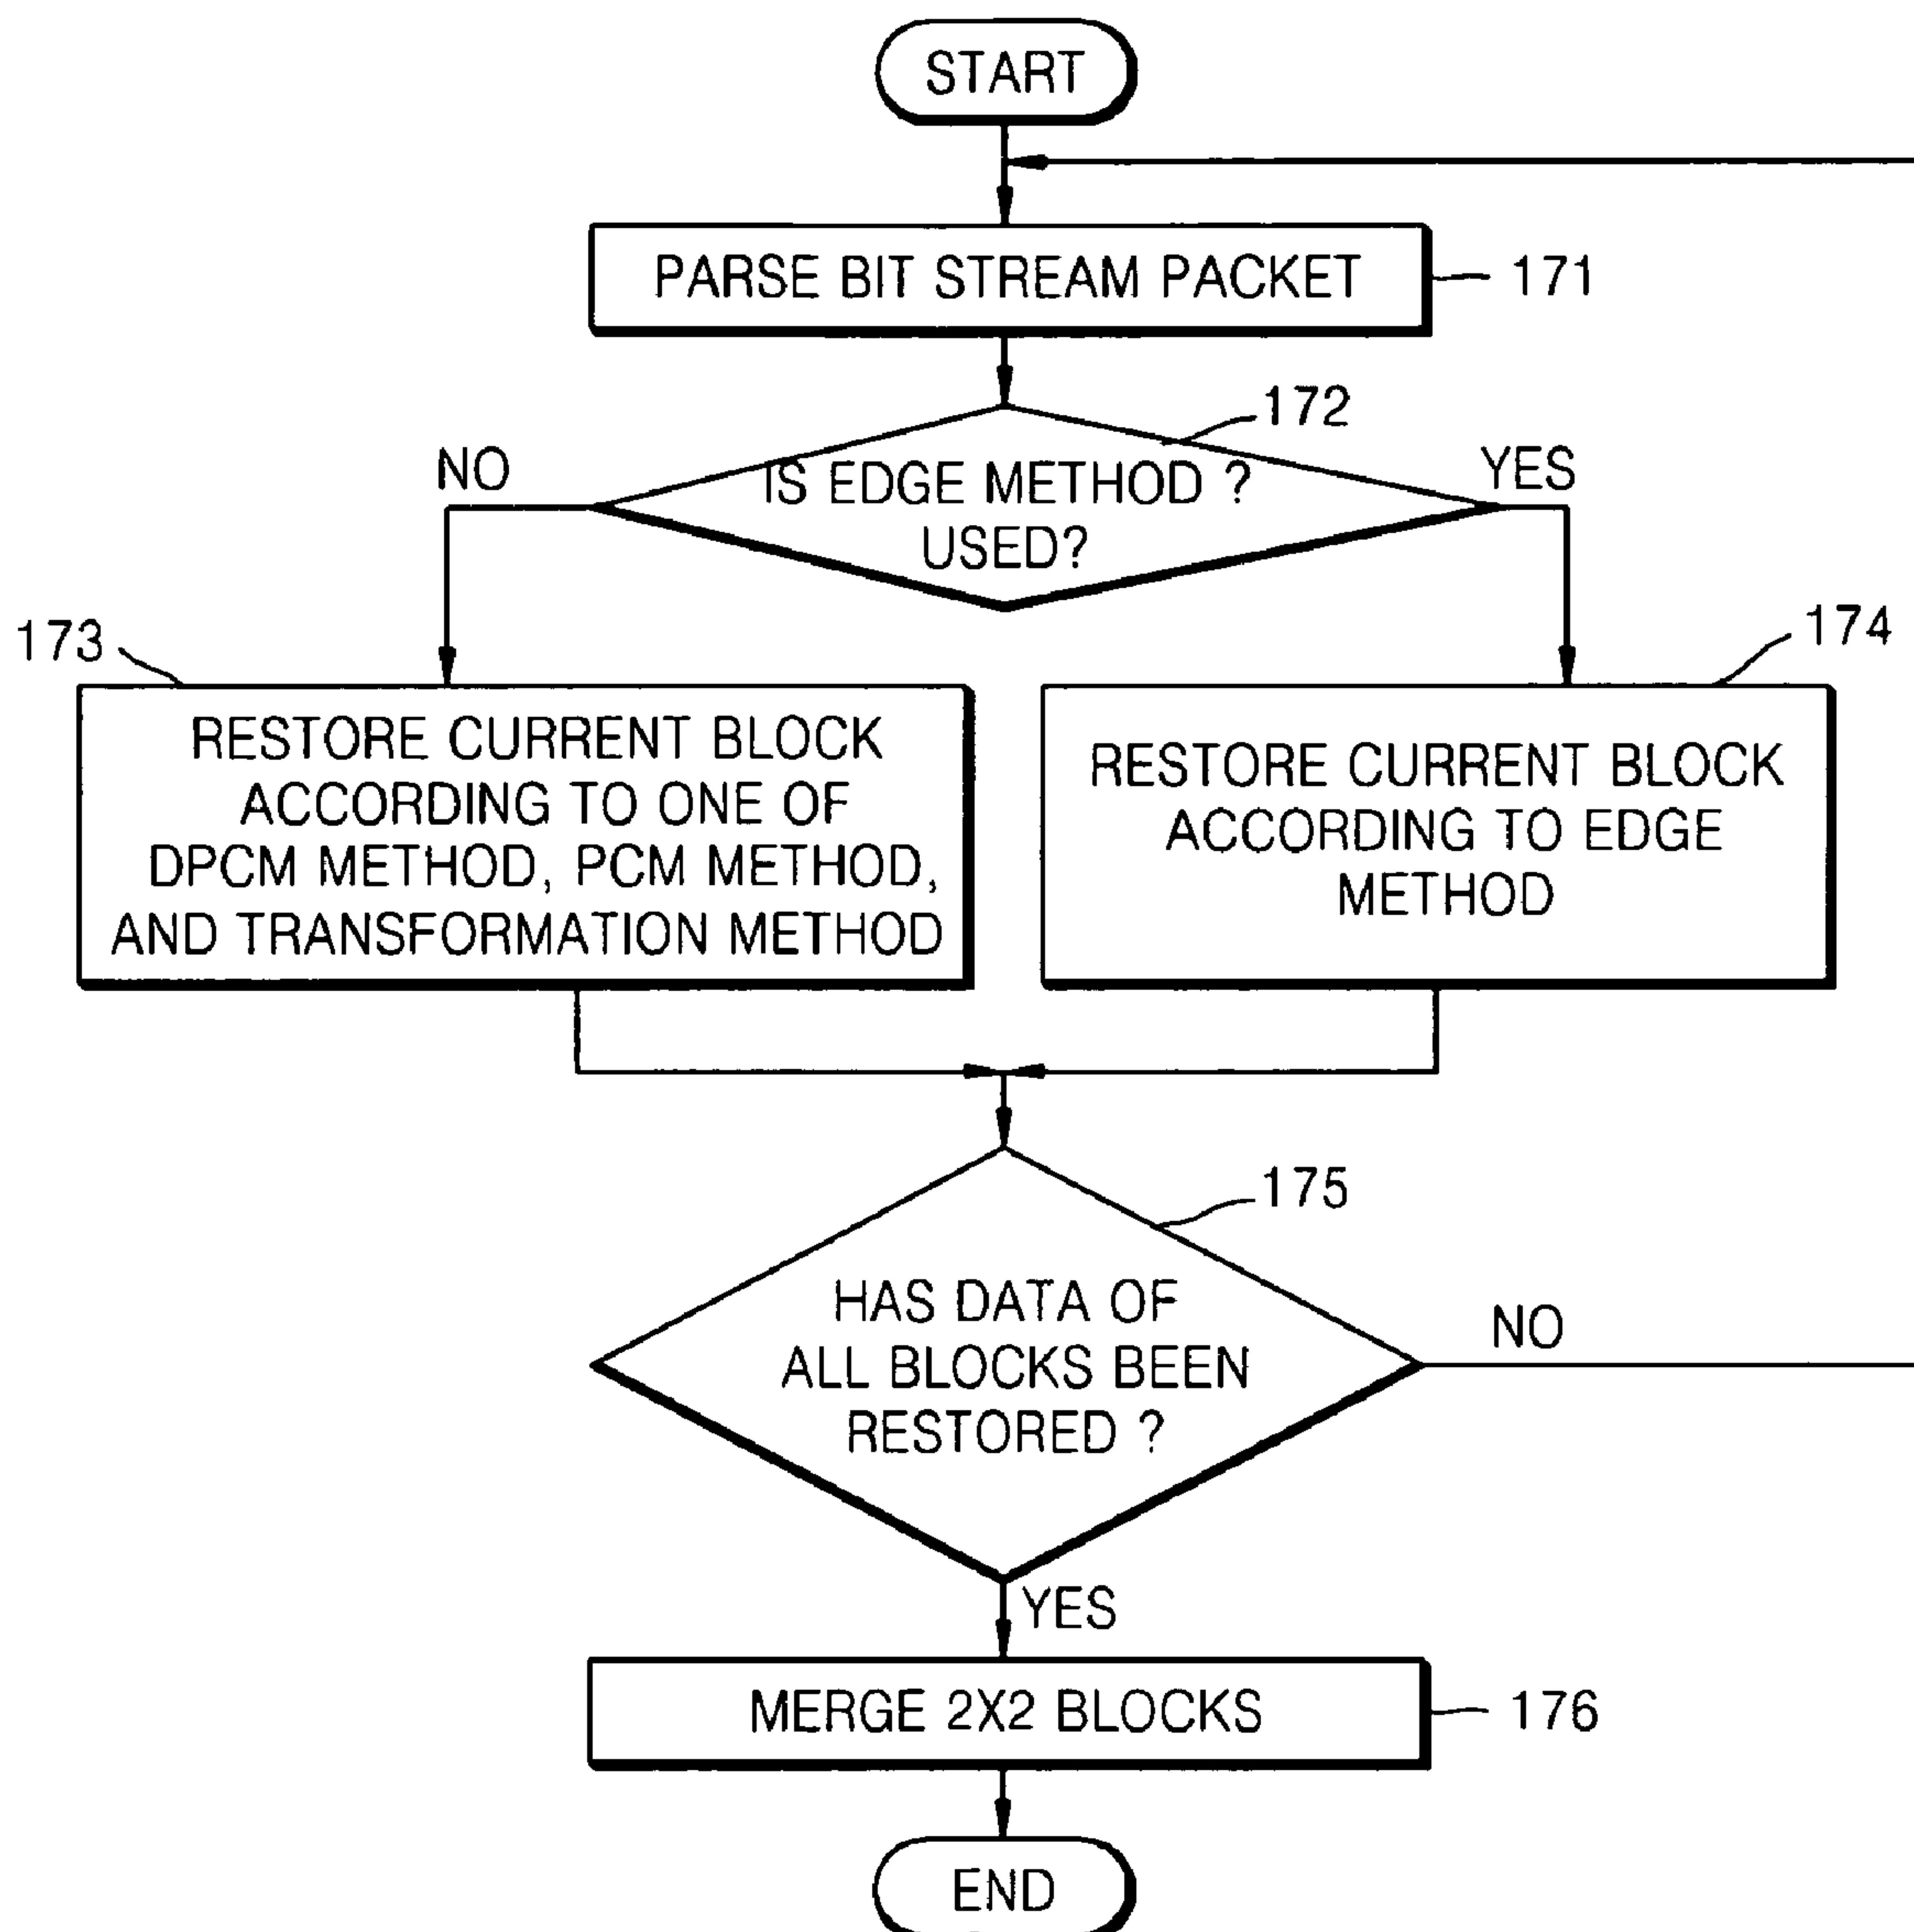 START
PARSE BIT STREAM PACKET
171
172
NO
YES
IS EDGE METHOD ?
USED?
173
174
RESTORE CURRENT BLOCK
ACCORDING TO ONE OF
DPCM METHOD, PCM METHOD,
AND TRANSFORMATION METHOD
RESTORE CURRENT BLOCK
ACCORDING TO EDGE
METHOD
175
HAS DATA OF
ALL BLOCKS BEEN
RESTORED ?
NO
YES
MERGE 2X2 BLOCKS
176
END